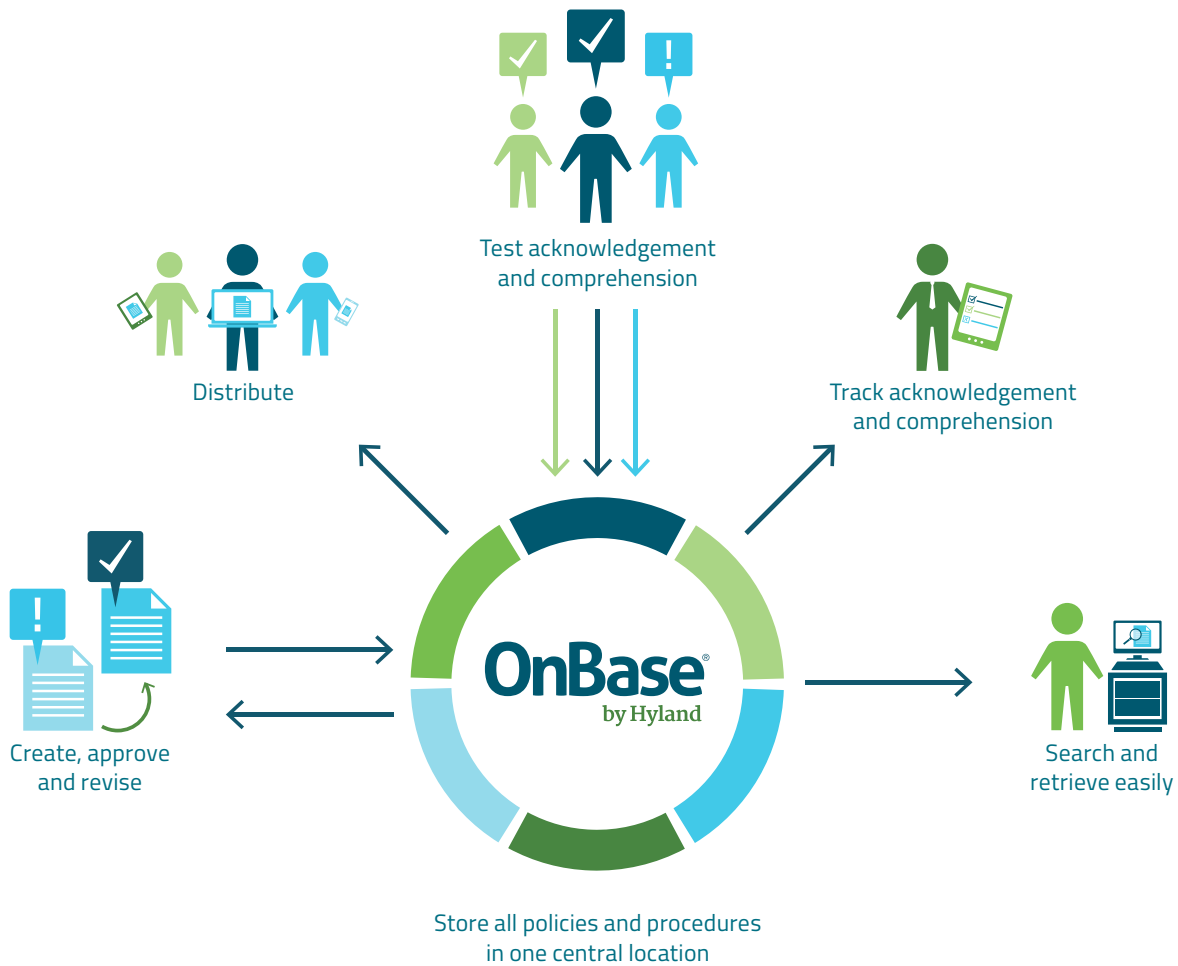 Test acknowledgement
and comprehension
Distribute
Track acknowledgement
and comprehension
OnBase®
by Hyland
Create, approve
and revise
Search and
retrieve easily
Store all policies and procedures
in one central location